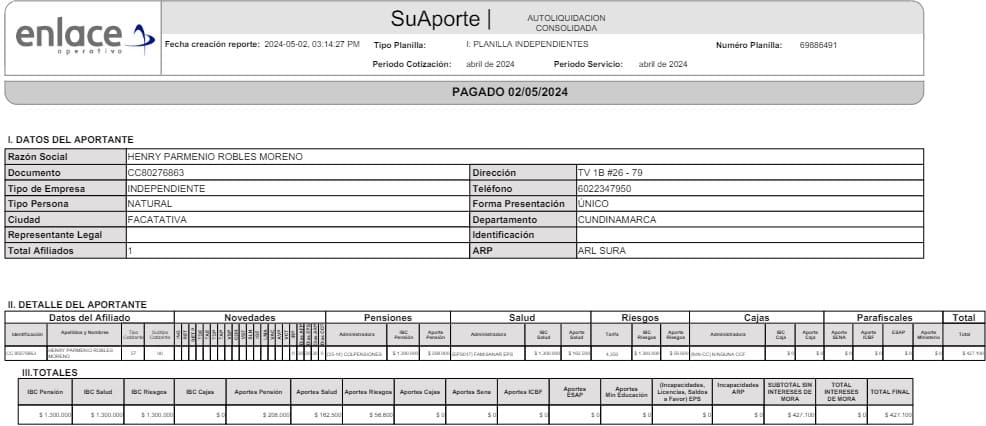 enlace
operativo
SuAporte |
AUTOLIQUIDACION
CONSOLIDADA
Fecha creación reporte: 2024-05-02, 03:14:27 PM
Tipo Planilla: I: PLANILLA INDEPENDIENTES
Numéro Planilla: 69886491
Periodo Cotización: abril de 2024
Periodo Servicio: abril de 2024
PAGADO 02/05/2024
I. DATOS DEL APORTANTE
Razón Social HENRY PARMENIO ROBLES MORENO
Documento CC80276863 Dirección TV 1B #26 - 79
Tipo de Empresa INDEPENDIENTE Teléfono 6022347950
Tipo Persona NATURAL Forma Presentación ÚNICO
Ciudad FACATATIVA Departamento CUNDINAMARCA
Representante Legal Identificación
Total Afiliados 1 ARP ARL SURA
II. DETALLE DEL APORTANTE
Datos del Afiliado Novedades Pensiones Salud Riesgos Cajas Parafiscales Total
Identificación Apellidos y Nombres Tipo Cotizante Subtipo Cotizante Administradora IBC Pensión Aporte Pensión Administradora IBC Salud Aporte Salud Tarifa IBC Riesgos Aporte Riesgos Administradora IBC Caja Aporte Caja Aporte SENA Aporte ICBF ESAP Aporte Ministerio Total
CC 80276863 HENRY PARMENIO ROBLES MORENO 57 00 (25-14) COLPENSIONES $ 1.300.000 $ 208.000 (EPS017) FAMISANAR EPS $ 1.300.000 $ 162.500 4,350 $ 1.300.000 $ 56.600 (NIN-CC) NINGUNA CCF $ 0 $ 0 $ 0 $ 0 $ 0 $ 0 $ 427.100
III.TOTALES
IBC Pensión IBC Salud IBC Riesgos IBC Cajas Aportes Pensión Aportes Salud Aportes Riesgos Aportes Cajas Aportes Sena Aportes ICBF Aportes ESAP Aportes Min Educación (Incapacidades, Licencias, Saldos a Favor) EPS Incapacidades ARP SUBTOTAL SIN INTERESES DE MORA TOTAL INTERESES DE MORA TOTAL FINAL
$ 1.300.000 $ 1.300.000 $ 1.300.000 $ 0 $ 208.000 $ 162.500 $ 56.600 $ 0 $ 0 $ 0 $ 0 $ 0 $ 0 $ 0 $ 427.100 $ 0 $ 427.100